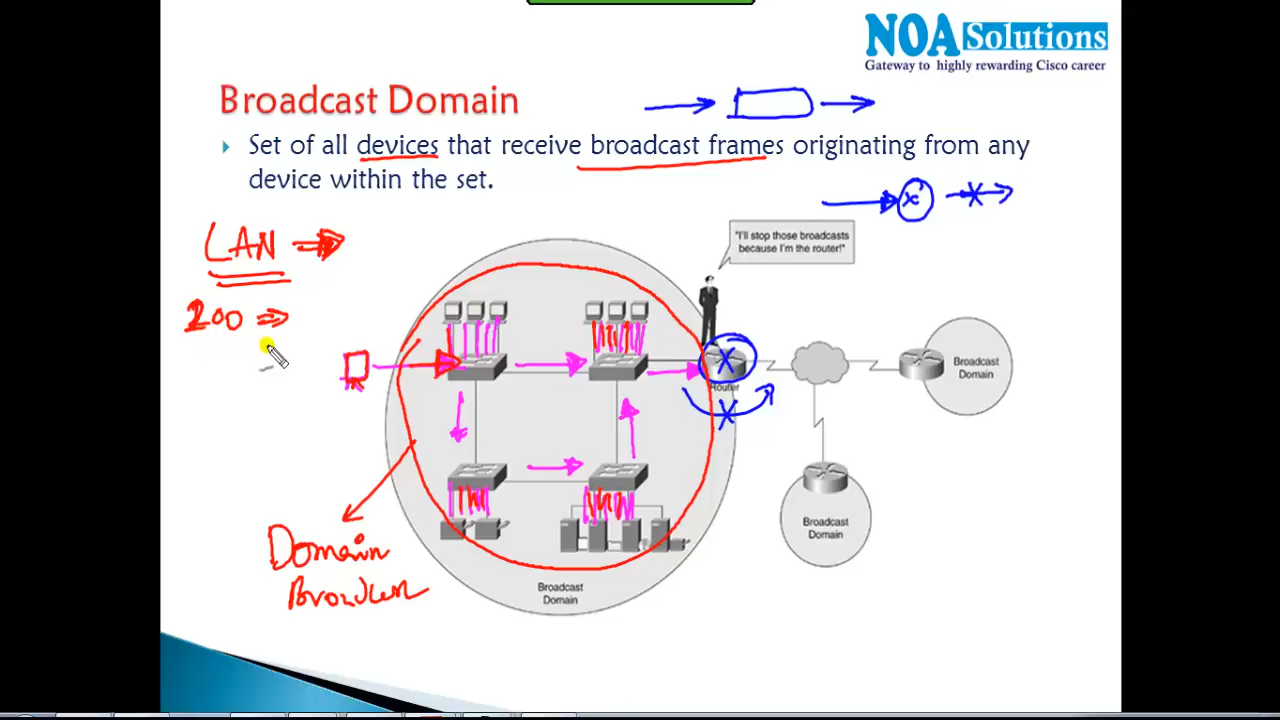 NOA Solutions
Gateway to highly rewarding Cisco career
Broadcast Domain
Set of all devices that receive broadcast frames originating from any
device within the set.
LAN
200
"I'll stop those broadcasts
because I'm the router!"
Router
Broadcast
Domain
Broadcast
Domain
Domain
Broadcast
Domain